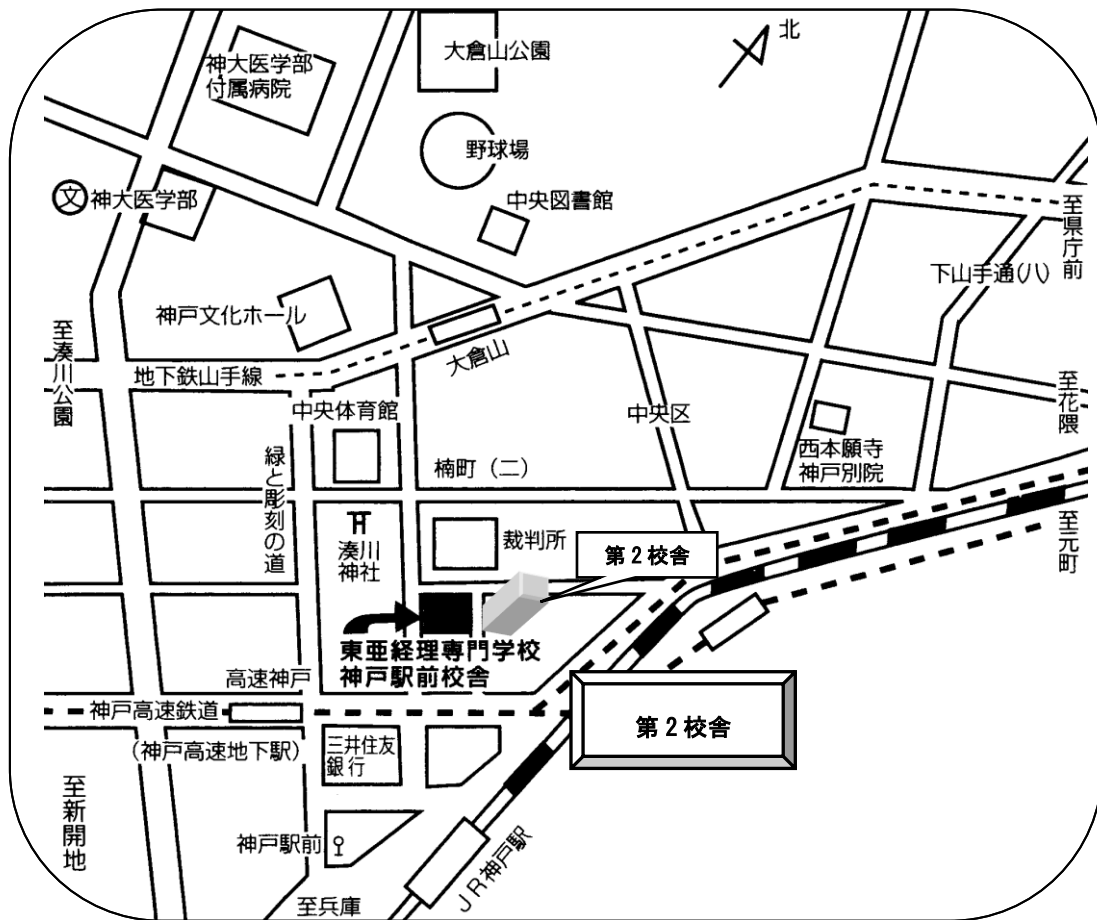 北
大倉山公園
神大医学部
付属病院
野球場
文
神大医学部
中央図書館
至県庁前
下山手通(八)
神戸文化ホール
至湊川公園
大倉山
地下鉄山手線
至花隈
中央体育館
中央区
西本願寺
神戸別院
楠町(二)
緑と彫刻の道
至元町
湊川
神社
裁判所
第2校舎
東亜経理専門学校
神戸駅前校舎
高速神戸
神戸高速鉄道
第2校舎
(神戸高速地下駅)
三井住友
銀行
至新開地
神戸駅前
JR神戸駅
至兵庫